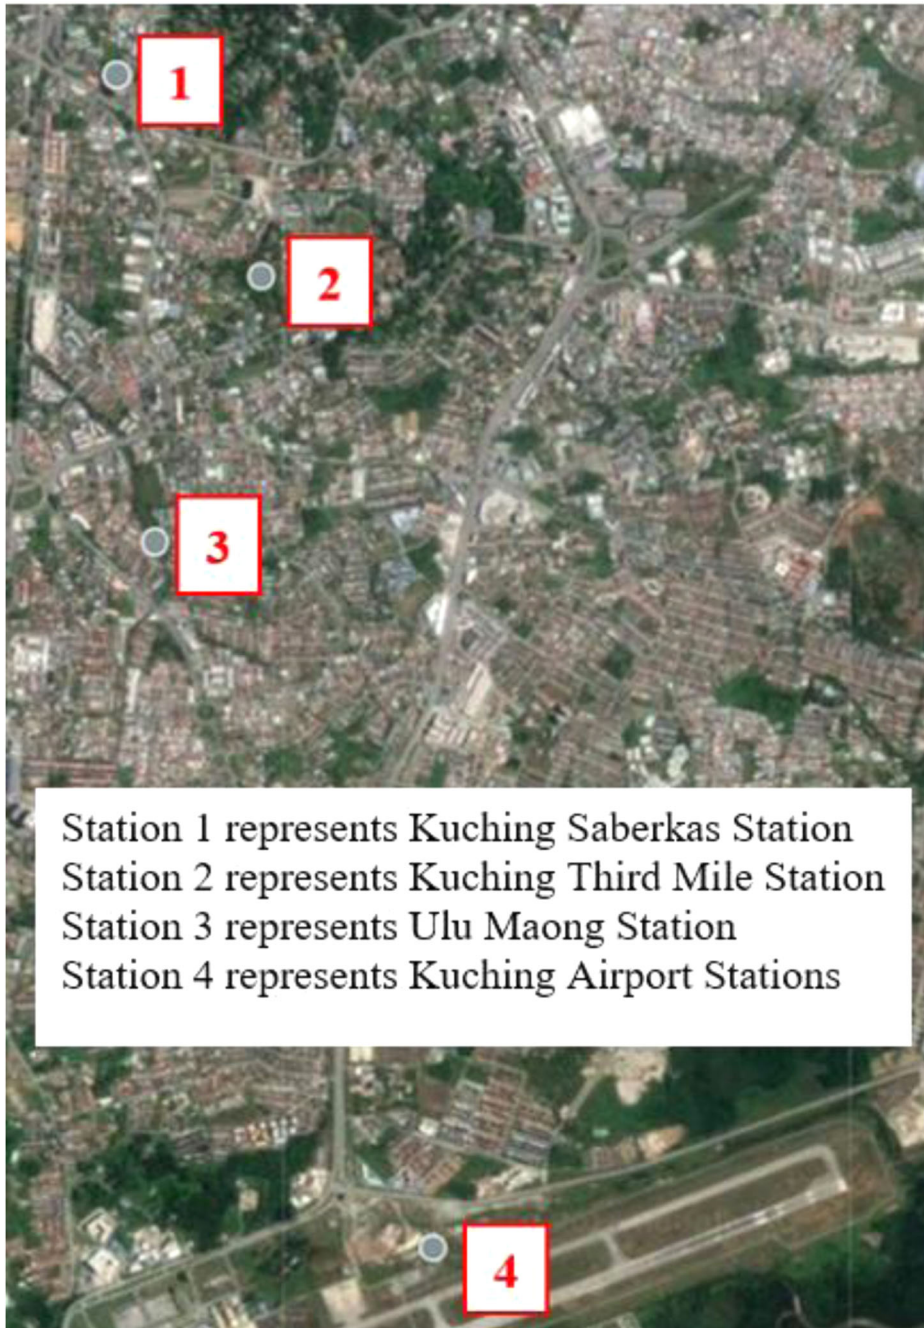 1
2
3
Station 1 represents Kuching Saberkas Station
Station 2 represents Kuching Third Mile Station
Station 3 represents Ulu Maong Station
Station 4 represents Kuching Airport Stations
4